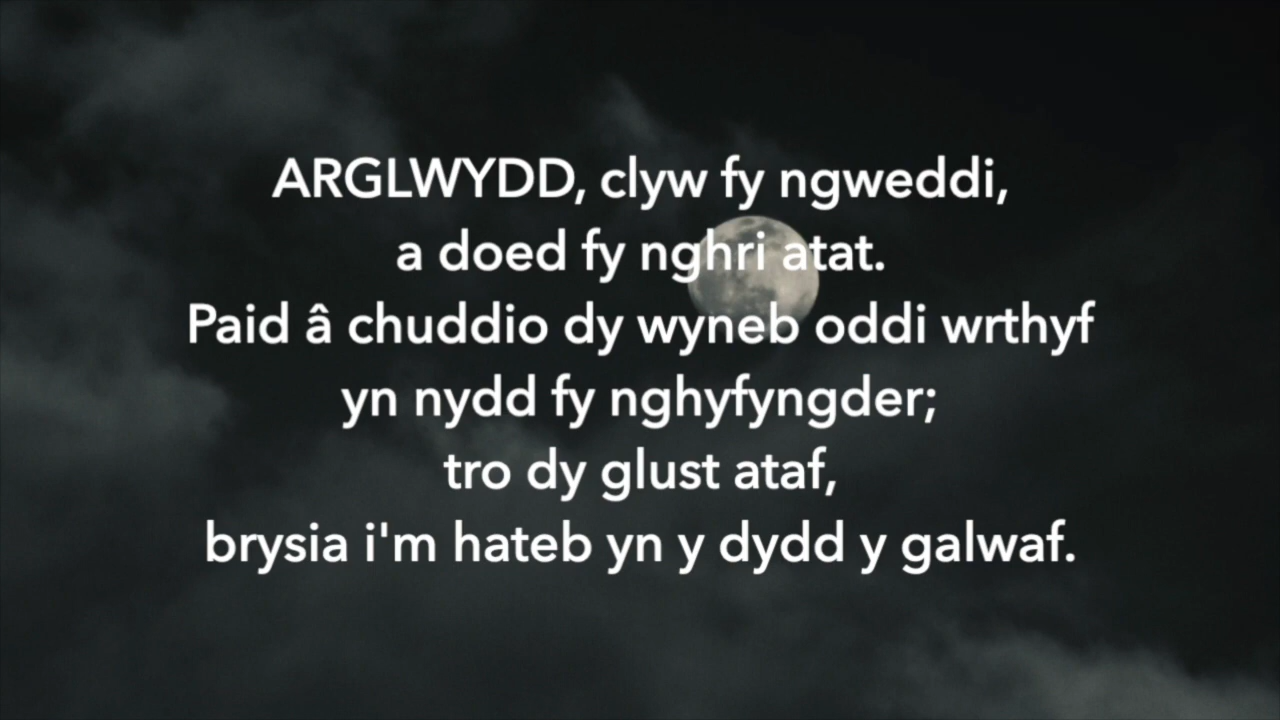 ARGLWYDD, clyw fy ngweddi,
a doed fy nghri atat.
Paid â chuddio dy wyneb oddi wrthyf
yn nydd fy nghyfyngder;
tro dy glust ataf,
brysia i'm hateb yn y dydd y galwaf.